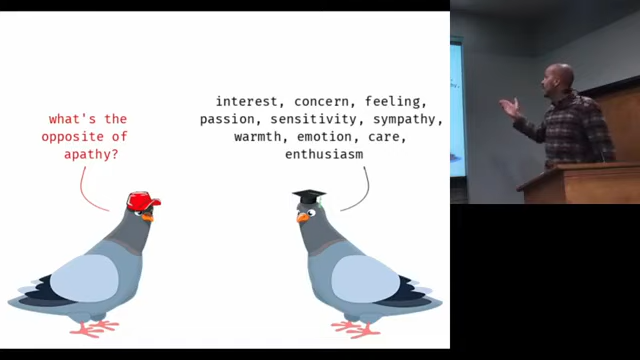 what's the
opposite of
apathy?
interest, concern, feeling,
passion, sensitivity, sympathy,
warmth, emotion, care,
enthusiasm